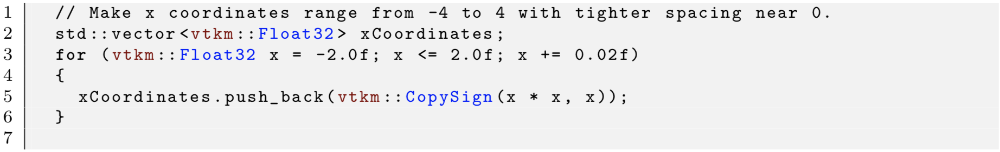 1 // Make x coordinates range from -4 to 4 with tighter spacing near 0.
2 std::vector<vtkm::Float32> xCoordinates;
3 for (vtkm::Float32 x = -2.0f; x <= 2.0f; x += 0.02f)
4 {
5   xCoordinates.push_back(vtkm::CopySign(x * x, x));
6 }
7